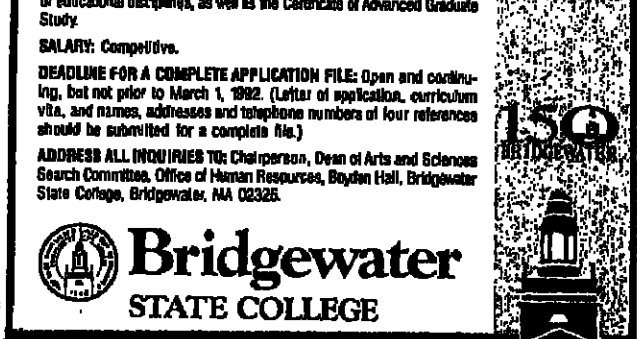 of educational disciplines, as well as the Certificate of Advanced Graduate
Study.
SALARY: Competitive.
DEADLINE FOR A COMPLETE APPLICATION FILE: Open and continu-
ing, but not prior to March 1, 1992. (Letter of application, curriculum
vita, and names, addresses and telephone numbers of four references
should be submitted for a complete file.)
ADDRESS ALL INQUIRIES TO: Chairperson, Dean of Arts and Sciences
Search Committee, Office of Human Resources, Boyden Hall, Bridgewater
State College, Bridgewater, MA 02325.
Bridgewater
STATE COLLEGE
150
BRIDGEWATER